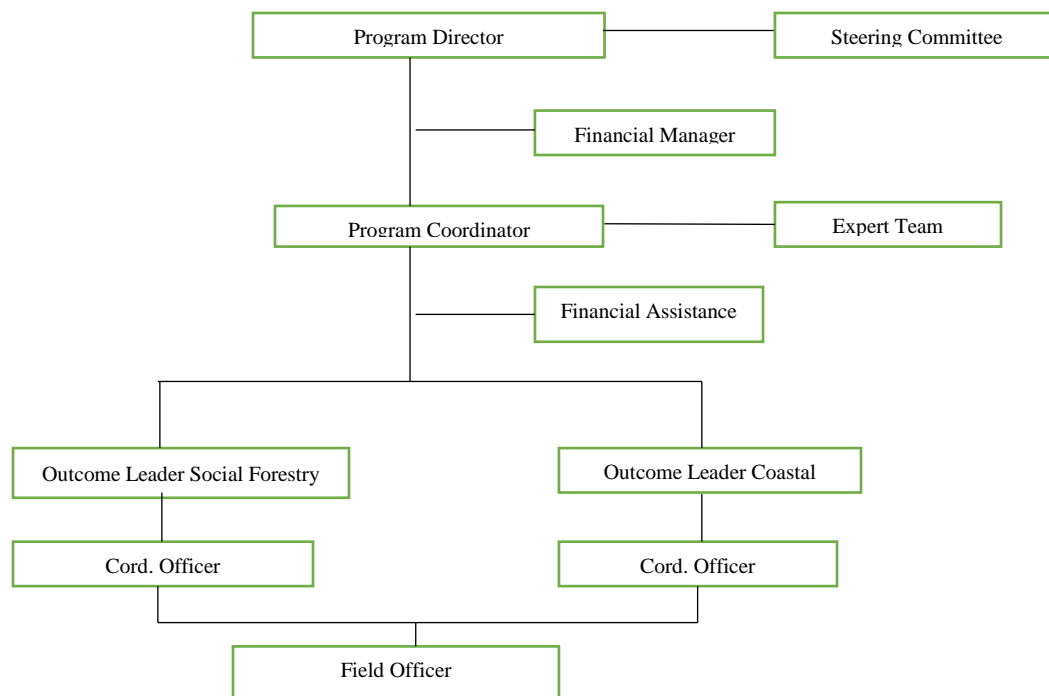 Program Director
Steering Committee
Financial Manager
Program Coordinator
Expert Team
Financial Assistance
Outcome Leader Social Forestry
Outcome Leader Coastal
Cord. Officer
Cord. Officer
Field Officer